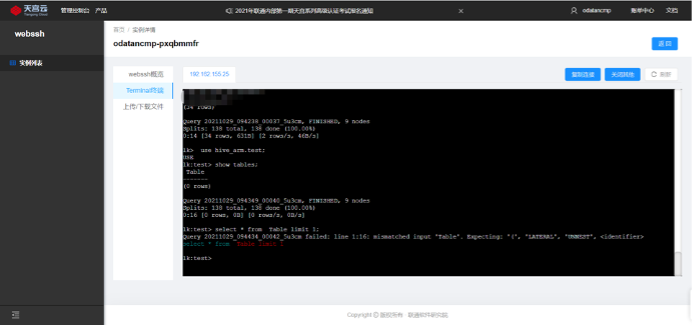 天宫云
Tiangong Cloud
管理控制台 产品
2021年联通内部第一期天竞系列高级认证考试报名通知
odatancmp
账单中心
文档
webssh
实例列表
首页 / 实例详情
odatancmp-pxqbmmfr
返回
webssh概览
Terminal终端
上传/下载文件
192.162.155.25
重新连接
关闭其他
刷新
(34 rows)
Query 20211029_094238_00037_5u3cm, FINISHED, 9 nodes
Splits: 138 total, 138 done (100.00%)
0:14 [34 rows, 631B] [2 rows/s, 46B/s]
lk> use hive_arm.test;
USE
lk:test> show tables;
Table
-------
(0 rows)
Query 20211029_094349_00040_5u3cm, FINISHED, 9 nodes
Splits: 138 total, 138 done (100.00%)
0:16 [0 rows, 0B] [0 rows/s, 0B/s]
lk:test> select * from Table limit 1;
Query 20211029_094434_00042_5u3cm failed: line 1:16: mismatched input "Table". Expecting: "(", "LATERAL", "UNNEST", <identifier>
select * from Table limit 1
lk:test>
Copyright © 版权所有 联通软件研究院